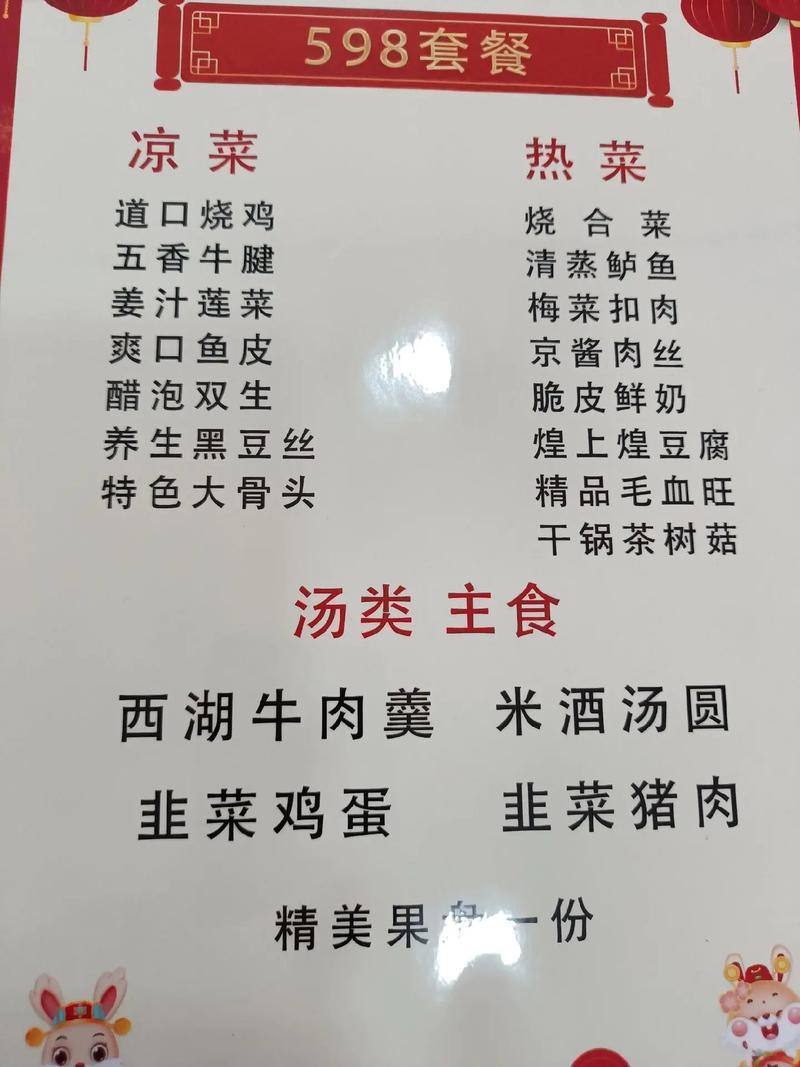 598套餐
凉菜
道口烧鸡
五香牛腱
姜汁莲菜
爽口鱼皮
醋泡双生
养生黑豆丝
特色大骨头
热菜
烧合菜
清蒸鲈鱼
梅菜扣肉
京酱肉丝
脆皮鲜奶
煌上煌豆腐
精品毛血旺
干锅茶树菇
汤类 主食
西湖牛肉羹 米酒汤圆
韭菜鸡蛋 韭菜猪肉
精美果盘一份